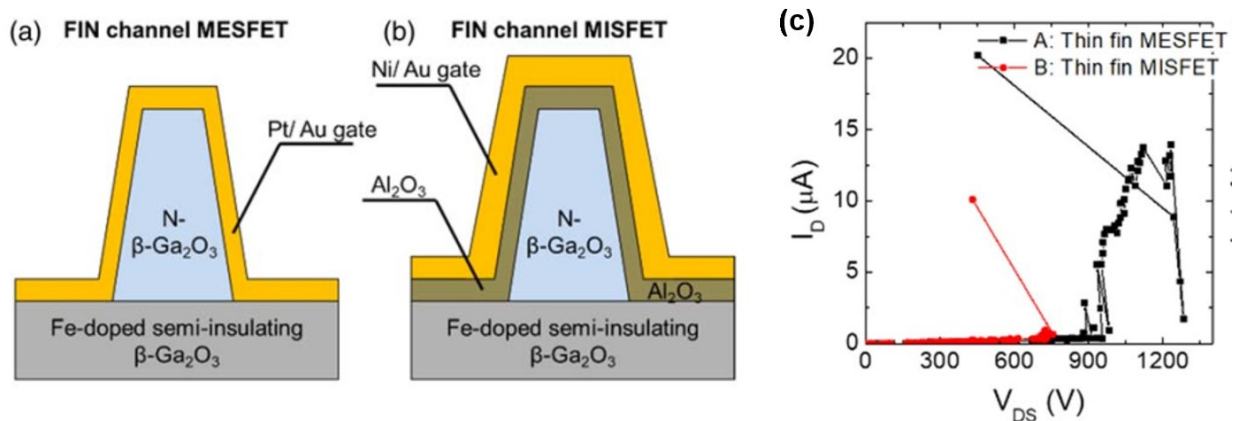 (a) FIN channel MESFET
Pt/ Au gate
N-
β-Ga₂O₃
Fe-doped semi-insulating
β-Ga₂O₃
(b) FIN channel MISFET
Ni/ Au gate
Al₂O₃
N-
β-Ga₂O₃
Al₂O₃
Fe-doped semi-insulating
β-Ga₂O₃
(c)
A: Thin fin MESFET
B: Thin fin MISFET
I_D (μA)
20
15
10
5
0
0 300 600 900 1200
V_DS (V)